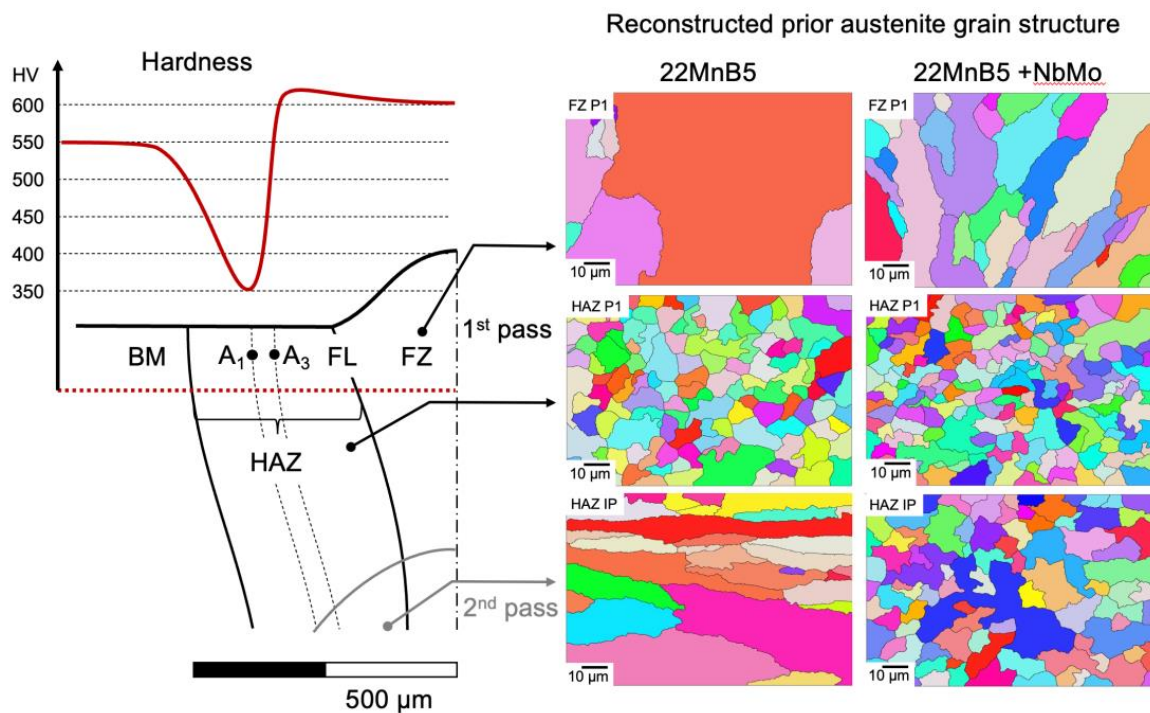 Reconstructed prior austenite grain structure
22MnB5
22MnB5 +NbMo
Hardness
HV
600
550
500
450
400
350
BM
A1
A3
FL
FZ
HAZ
1st pass
2nd pass
500 µm
FZ P1
10 µm
FZ P1
10 µm
HAZ P1
10 µm
HAZ P1
10 µm
HAZ IP
10 µm
HAZ IP
10 µm